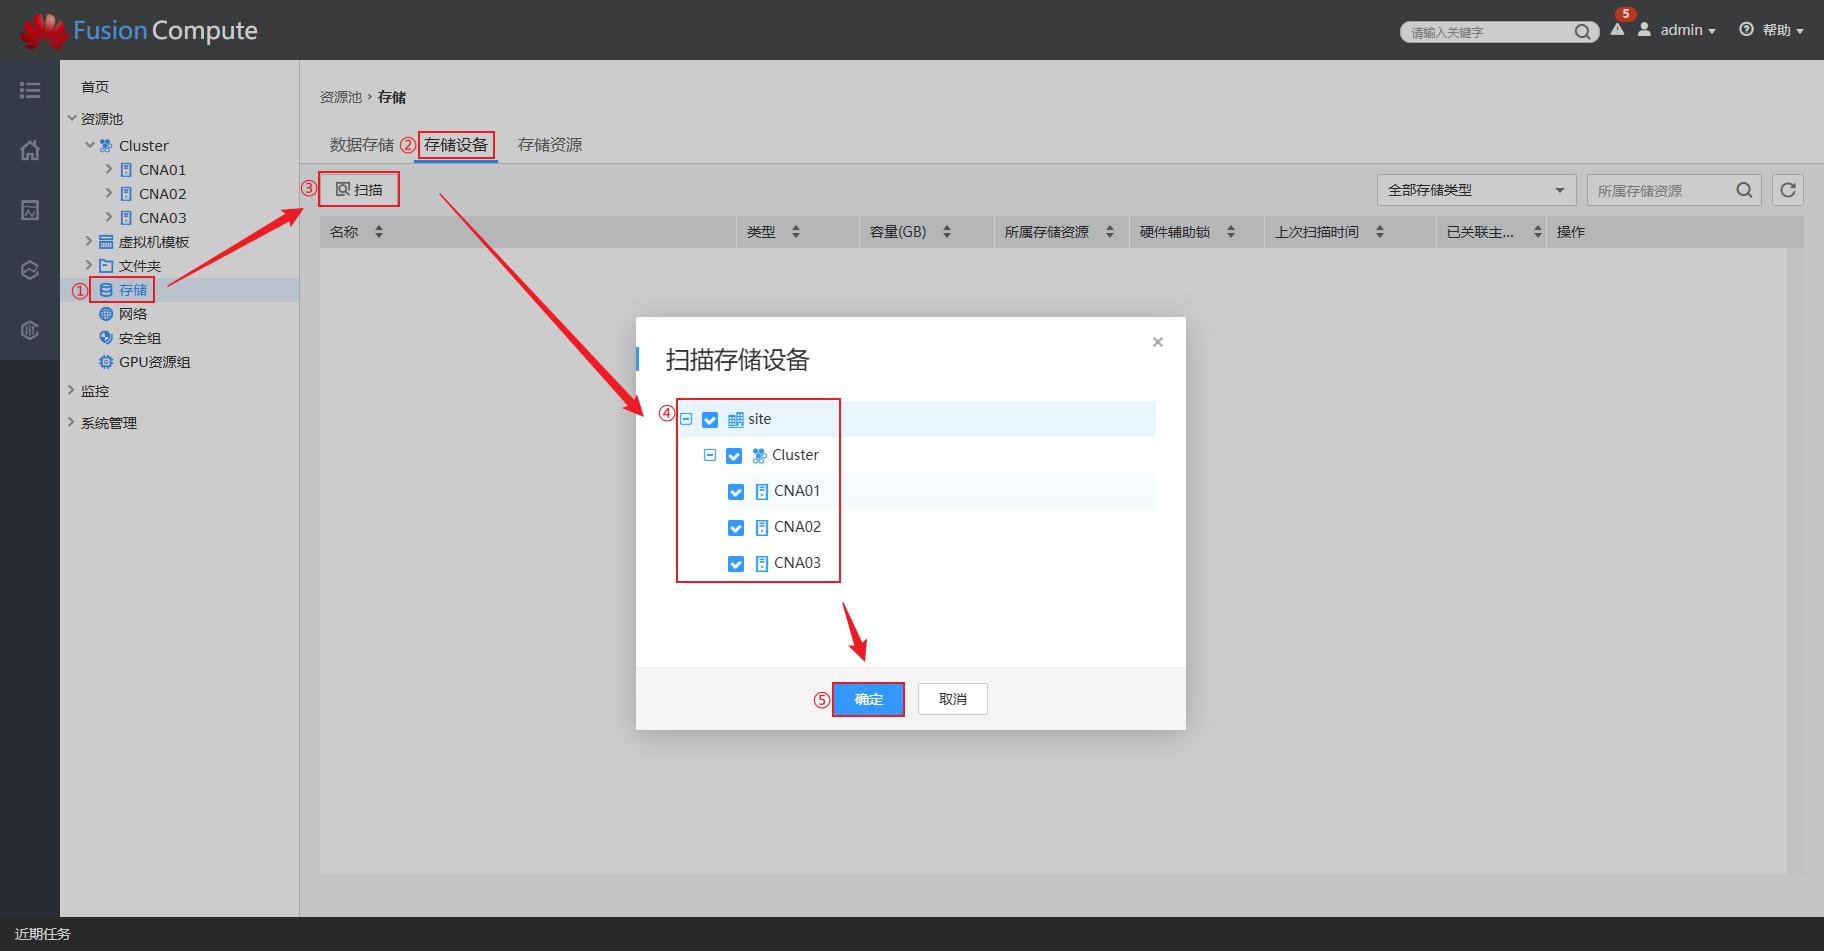 FusionCompute
请输入关键字
5
admin
帮助
首页
资源池
Cluster
CNA01
CNA02
CNA03
虚拟机模板
文件夹
① 存储
网络
安全组
GPU资源组
监控
系统管理
资源池 › 存储
数据存储 ② 存储设备 存储资源
③ 扫描
全部存储类型
所属存储资源
名称 类型 容量(GB) 所属存储资源 硬件辅助锁 上次扫描时间 已关联主... 操作
扫描存储设备
×
④ site
Cluster
CNA01
CNA02
CNA03
⑤ 确定 取消
近期任务